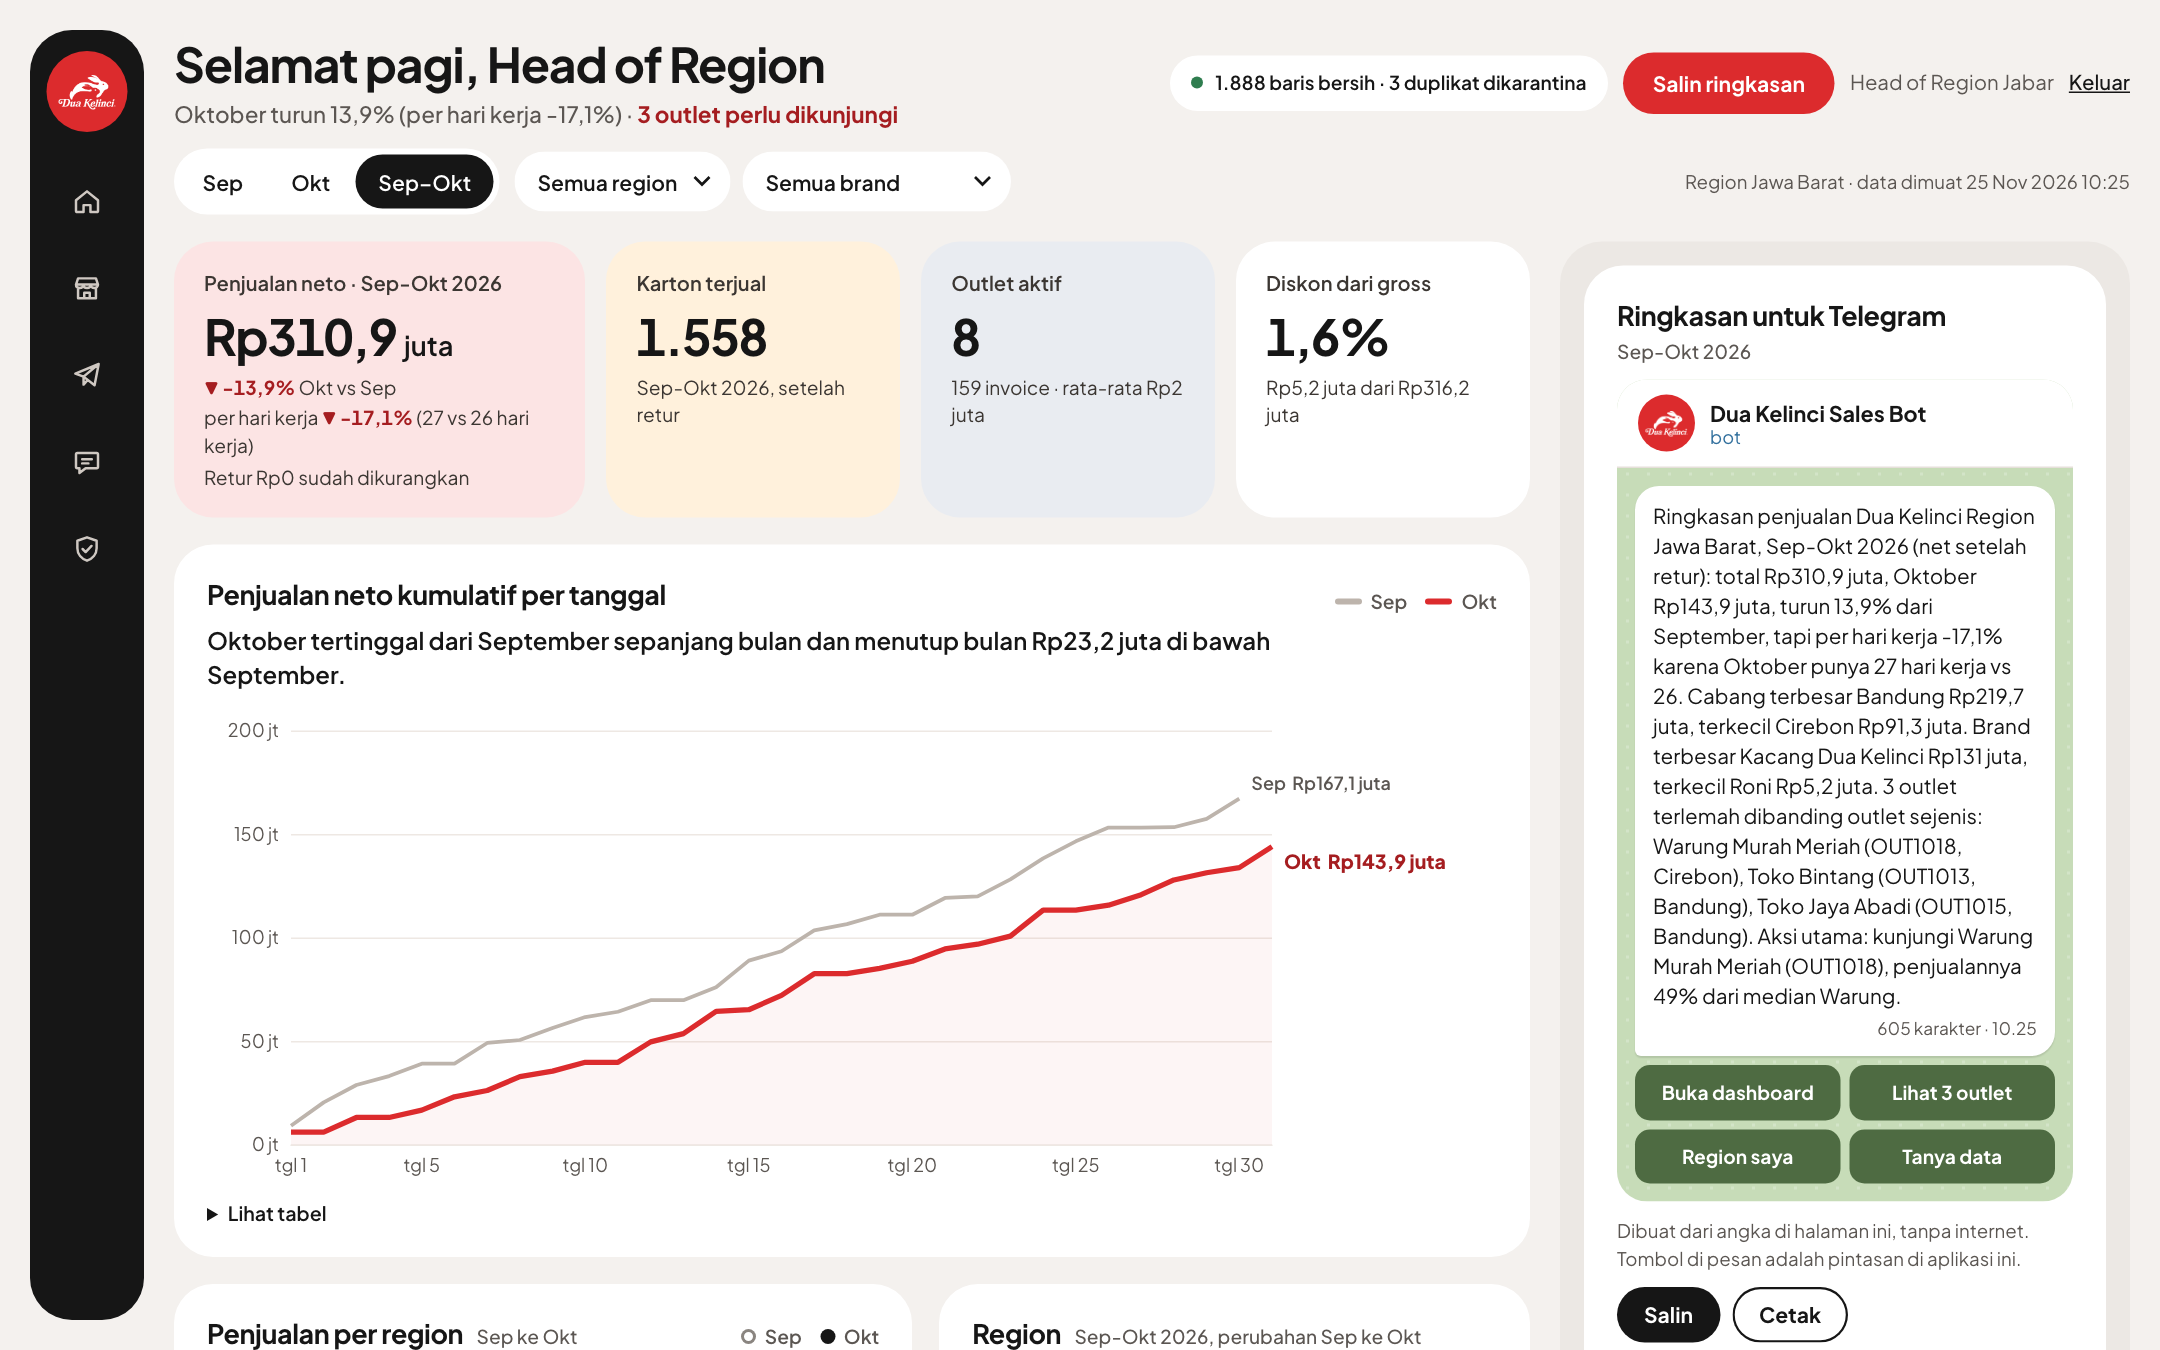 Dua Kelinci
Selamat pagi, Head of Region
Oktober turun 13,9% (per hari kerja -17,1%) · 3 outlet perlu dikunjungi
1.888 baris bersih · 3 duplikat dikarantina
Salin ringkasan
Head of Region Jabar
Keluar
Sep
Okt
Sep-Okt
Semua region
Semua brand
Region Jawa Barat · data dimuat 25 Nov 2026 10:25
Penjualan neto · Sep-Okt 2026
Rp310,9 juta
▼ -13,9% Okt vs Sep
per hari kerja ▼ -17,1% (27 vs 26 hari
kerja)
Retur Rp0 sudah dikurangkan
Karton terjual
1.558
Sep-Okt 2026, setelah
retur
Outlet aktif
8
159 invoice · rata-rata Rp2
juta
Diskon dari gross
1,6%
Rp5,2 juta dari Rp316,2
juta
Penjualan neto kumulatif per tanggal
Sep
Okt
Oktober tertinggal dari September sepanjang bulan dan menutup bulan Rp23,2 juta di bawah
September.
200 jt
150 jt
100 jt
50 jt
0 jt
Sep Rp167,1 juta
Okt Rp143,9 juta
tgl 1
tgl 5
tgl 10
tgl 15
tgl 20
tgl 25
tgl 30
Lihat tabel
Penjualan per region
Sep ke Okt
Sep
Okt
Region
Sep-Okt 2026, perubahan Sep ke Okt
Ringkasan untuk Telegram
Sep-Okt 2026
Dua Kelinci
Dua Kelinci Sales Bot
bot
Ringkasan penjualan Dua Kelinci Region
Jawa Barat, Sep-Okt 2026 (net setelah
retur): total Rp310,9 juta, Oktober
Rp143,9 juta, turun 13,9% dari
September, tapi per hari kerja -17,1%
karena Oktober punya 27 hari kerja vs
26. Cabang terbesar Bandung Rp219,7
juta, terkecil Cirebon Rp91,3 juta. Brand
terbesar Kacang Dua Kelinci Rp131 juta,
terkecil Roni Rp5,2 juta. 3 outlet
terlemah dibanding outlet sejenis:
Warung Murah Meriah (OUT1018,
Cirebon), Toko Bintang (OUT1013,
Bandung), Toko Jaya Abadi (OUT1015,
Bandung). Aksi utama: kunjungi Warung
Murah Meriah (OUT1018), penjualannya
49% dari median Warung.
605 karakter · 10.25
Buka dashboard
Lihat 3 outlet
Region saya
Tanya data
Dibuat dari angka di halaman ini, tanpa internet.
Tombol di pesan adalah pintasan di aplikasi ini.
Salin
Cetak